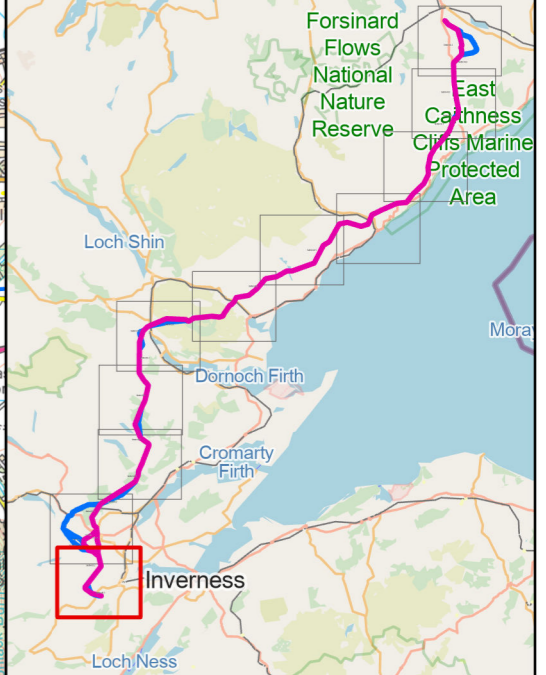 Forsinard
Flows
National
Nature
Reserve
East
Caithness
Cliffs Marine
Protected
Area
Loch Shin
Moray
Dornoch Firth
Cromarty
Firth
Inverness
Loch Ness